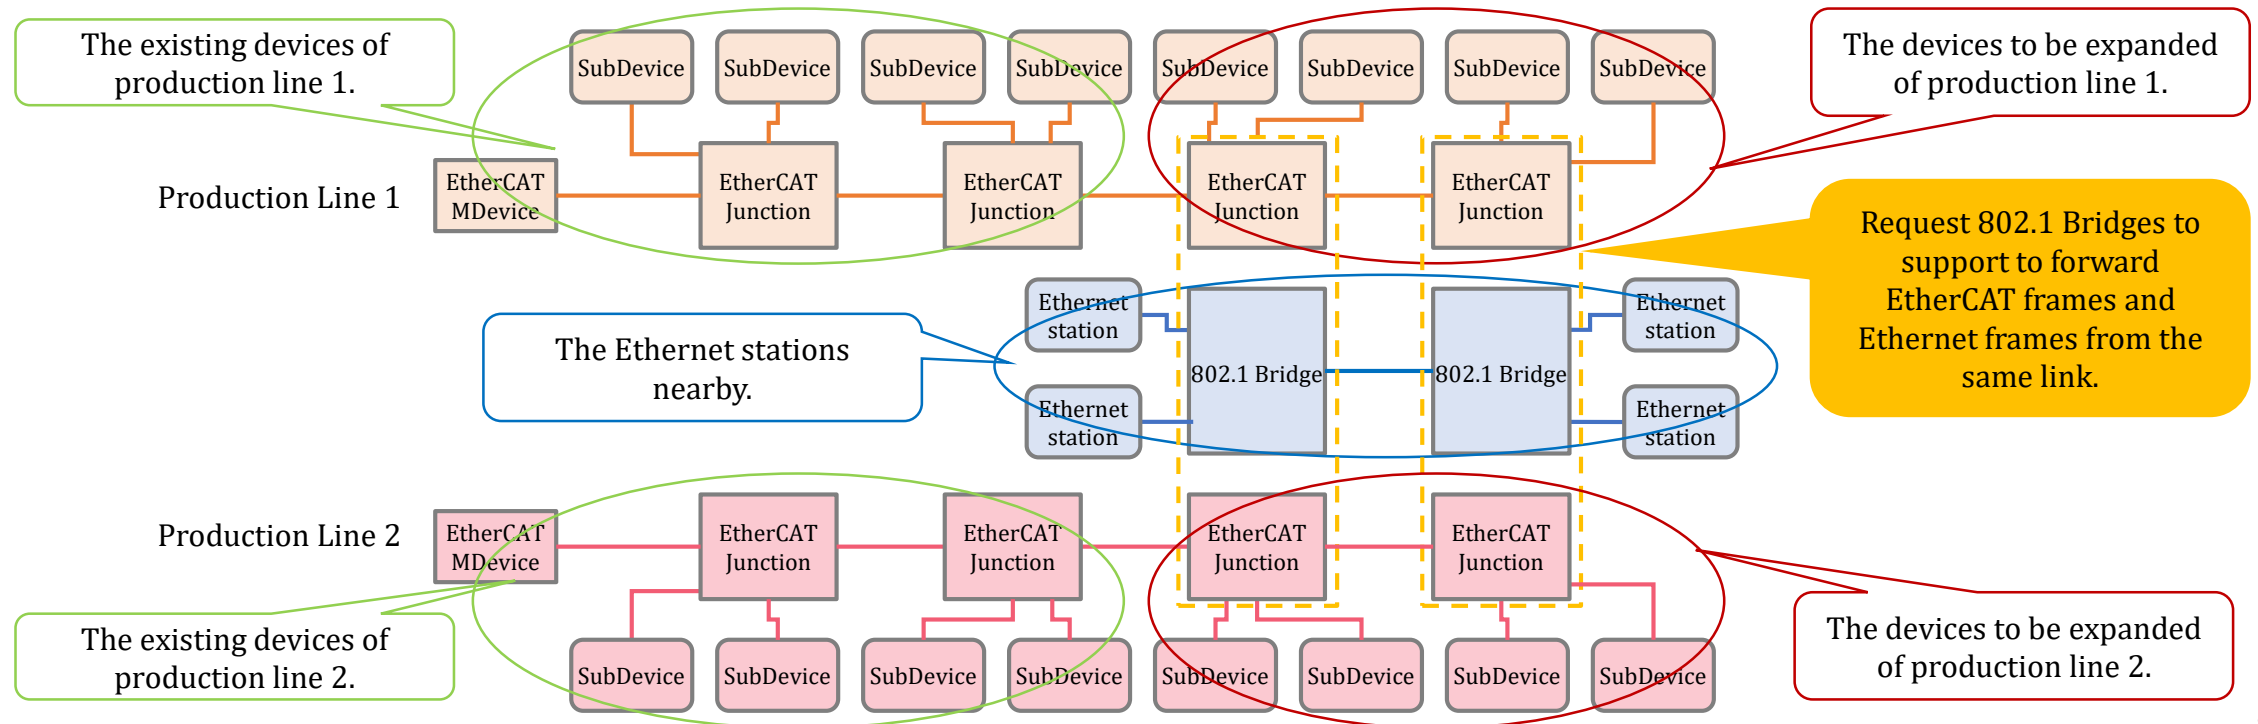 The existing devices of
production line 1.
SubDevice SubDevice SubDevice SubDevice SubDevice SubDevice SubDevice SubDevice
The devices to be expanded
of production line 1.
Production Line 1
EtherCAT
MDevice
EtherCAT
Junction
EtherCAT
Junction
EtherCAT
Junction
EtherCAT
Junction
Request 802.1 Bridges to
support to forward
EtherCAT frames and
Ethernet frames from the
same link.
The Ethernet stations
nearby.
Ethernet
station
Ethernet
station
802.1 Bridge
802.1 Bridge
Ethernet
station
Ethernet
station
Production Line 2
EtherCAT
MDevice
EtherCAT
Junction
EtherCAT
Junction
EtherCAT
Junction
EtherCAT
Junction
The existing devices of
production line 2.
SubDevice SubDevice SubDevice SubDevice SubDevice SubDevice SubDevice SubDevice
The devices to be expanded
of production line 2.